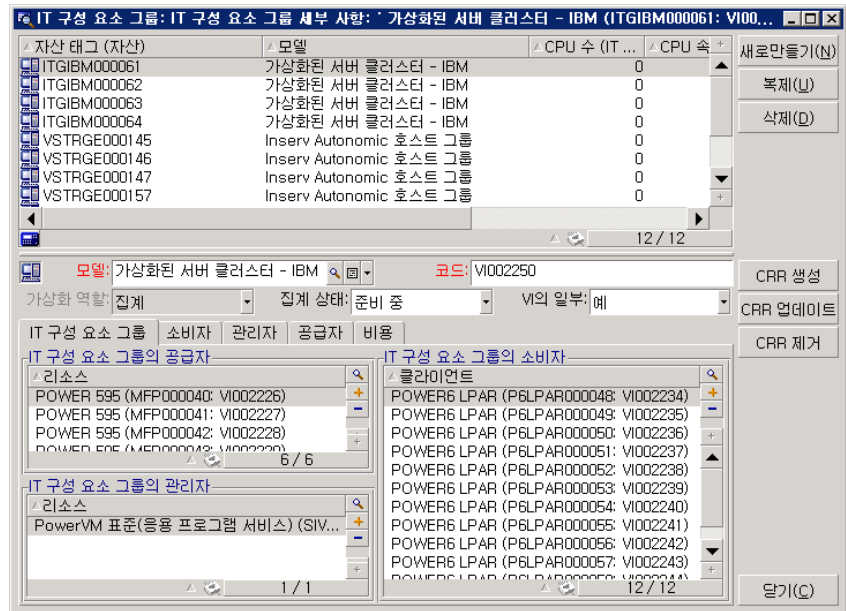 IT 구성 요소 그룹: IT 구성 요소 그룹 세부 사항: ' 가상화된 서버 클러스터 - IBM (ITGIBM000061: VI00...
자산 태그 (자산) 모델 CPU 수 (IT ... CPU 속
ITGIBM000061 가상화된 서버 클러스터 - IBM 0
ITGIBM000062 가상화된 서버 클러스터 - IBM 0
ITGIBM000063 가상화된 서버 클러스터 - IBM 0
ITGIBM000064 가상화된 서버 클러스터 - IBM 0
VSTRGE000145 Inserv Autonomic 호스트 그룹 0
VSTRGE000146 Inserv Autonomic 호스트 그룹 0
VSTRGE000147 Inserv Autonomic 호스트 그룹 0
VSTRGE000157 Inserv Autonomic 호스트 그룹 0
12 / 12
새로만들기(N)
복제(U)
삭제(D)
모델: 가상화된 서버 클러스터 - IBM 코드: VI002250
가상화 역할: 집계 집계 상태: 준비 중 VI의 일부: 예
CRR 생성
CRR 업데이트
CRR 제거
IT 구성 요소 그룹 소비자 관리자 공급자 비용
IT 구성 요소 그룹의 공급자
리소스
POWER 595 (MFP000040: VI002226)
POWER 595 (MFP000041: VI002227)
POWER 595 (MFP000042: VI002228)
POWER 595 (MFP000043: VI002229)
6 / 6
IT 구성 요소 그룹의 관리자
리소스
PowerVM 표준(응용 프로그램 서비스) (SIV...
1 / 1
IT 구성 요소 그룹의 소비자
클라이언트
POWER6 LPAR (P6LPAR000048: VI002234)
POWER6 LPAR (P6LPAR000049: VI002235)
POWER6 LPAR (P6LPAR000050: VI002236)
POWER6 LPAR (P6LPAR000051: VI002237)
POWER6 LPAR (P6LPAR000052: VI002238)
POWER6 LPAR (P6LPAR000053: VI002239)
POWER6 LPAR (P6LPAR000054: VI002240)
POWER6 LPAR (P6LPAR000055: VI002241)
POWER6 LPAR (P6LPAR000056: VI002242)
POWER6 LPAR (P6LPAR000057: VI002243)
POWER6 LPAR (P6LPAR000058: VI002244)
12 / 12
닫기(C)